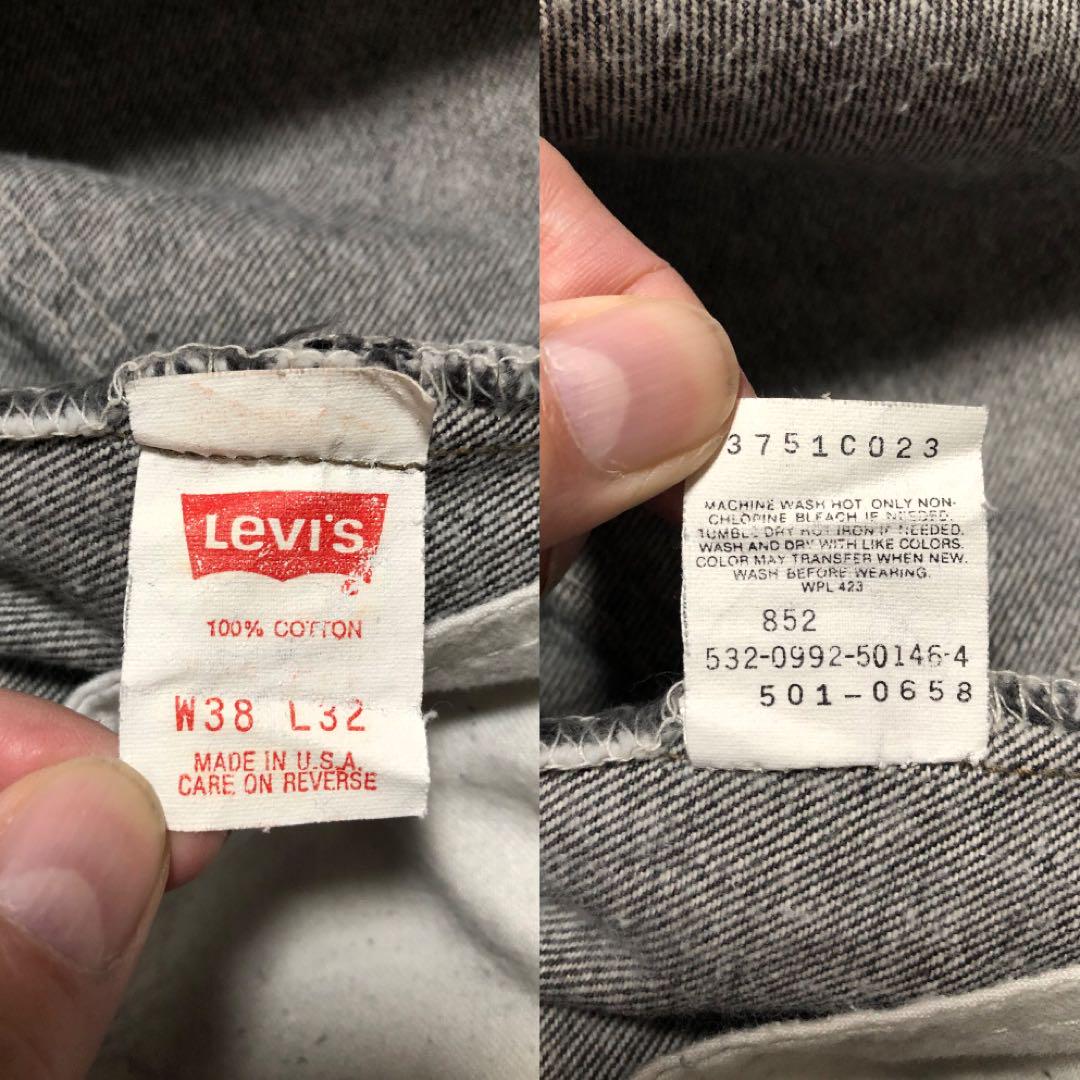 Levi's
100% COTTON
W38 L32
MADE IN U.S.A.
CARE ON REVERSE
3751C023
MACHINE WASH HOT ONLY NON-
CHLORINE BLEACH IF NEEDED.
TUMBLE DRY HOT IRON IF NEEDED.
WASH AND DRY WITH LIKE COLORS.
COLOR MAY TRANSFER WHEN NEW.
WASH BEFORE WEARING.
WPL 423
852
532-0992-50146-4
501-0658